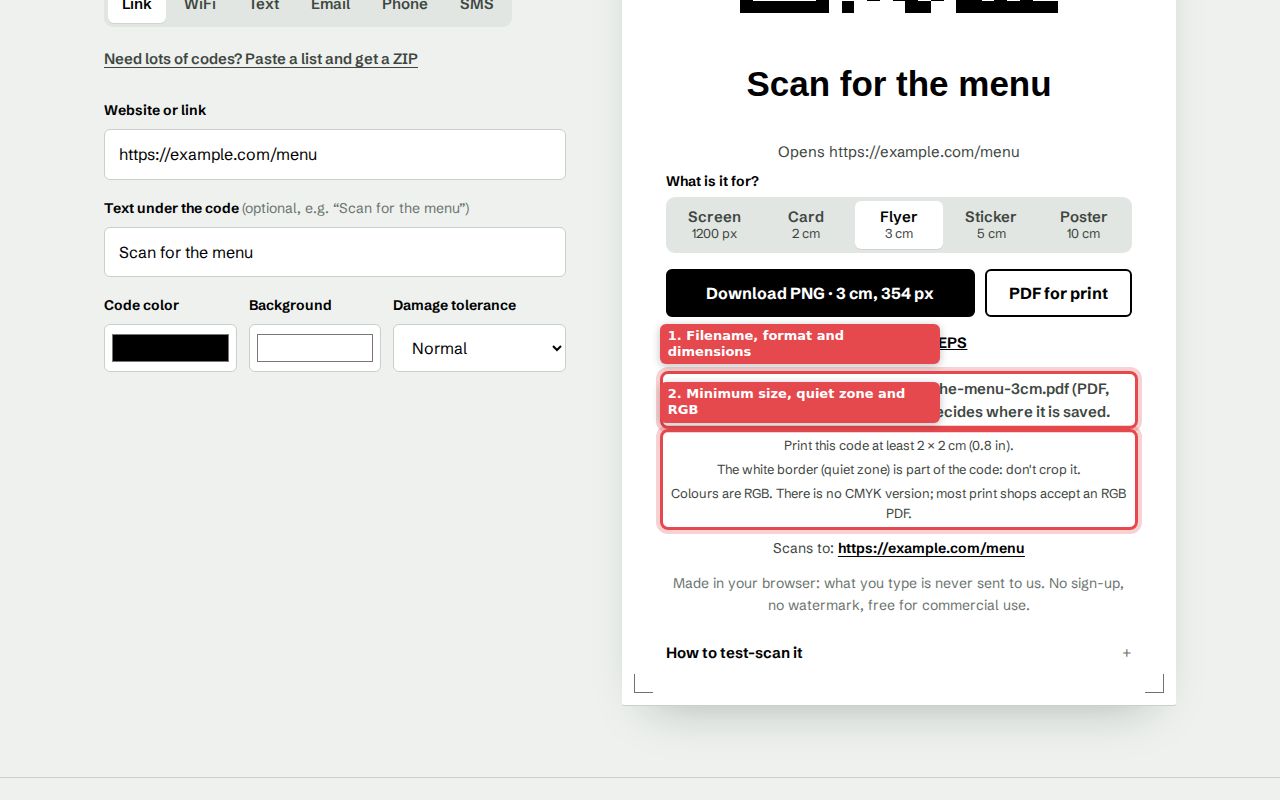 Link WiFi Text Email Phone SMS
Need lots of codes? Paste a list and get a ZIP
Website or link
https://example.com/menu
Text under the code (optional, e.g. “Scan for the menu”)
Scan for the menu
Code color Background Damage tolerance
Normal
Scan for the menu
Opens https://example.com/menu
What is it for?
Screen Card Flyer Sticker Poster
1200 px 2 cm 3 cm 5 cm 10 cm
Download PNG · 3 cm, 354 px PDF for print
1. Filename, format and
dimensions
EPS
2. Minimum size, quiet zone and
RGB
he-menu-3cm.pdf (PDF,
ecides where it is saved.
Print this code at least 2 × 2 cm (0.8 in).
The white border (quiet zone) is part of the code: don't crop it.
Colours are RGB. There is no CMYK version; most print shops accept an RGB
PDF.
Scans to: https://example.com/menu
Made in your browser: what you type is never sent to us. No sign-up,
no watermark, free for commercial use.
How to test-scan it +